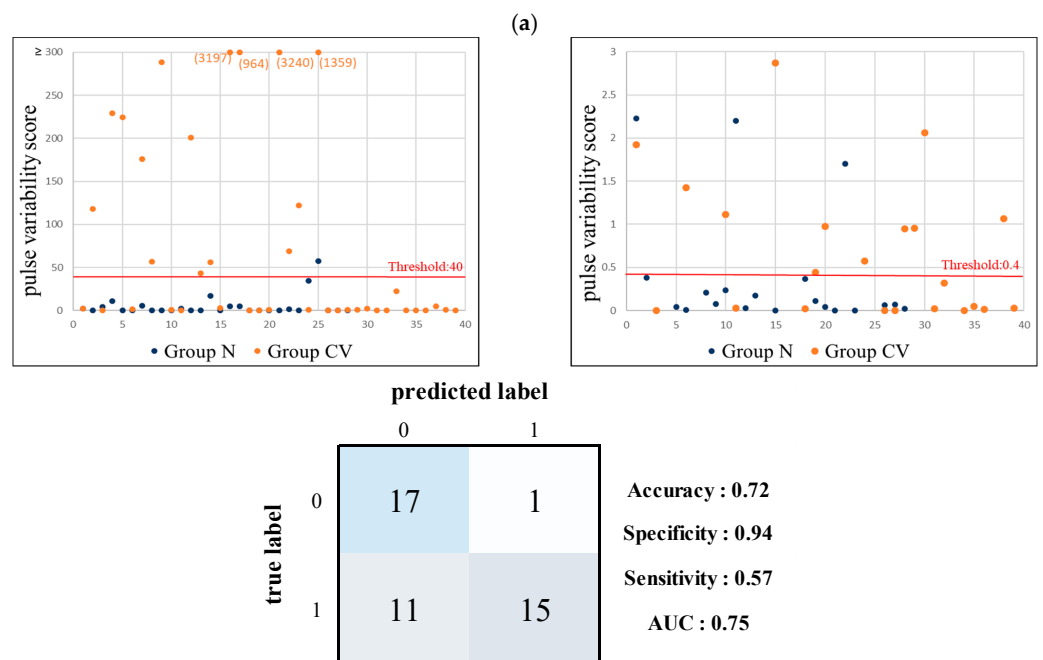 (a)
pulse variability score
≥ 300
250
200
150
100
50
0
(3197) (964) (3240) (1359)
Threshold:40
0 5 10 15 20 25 30 35 40
Group N Group CV
pulse variability score
3
2.5
2
1.5
1
0.5
0
Threshold:0.4
0 5 10 15 20 25 30 35 40
Group N Group CV
predicted label
0 1
true label
0 17 1
1 11 15
Accuracy : 0.72
Specificity : 0.94
Sensitivity : 0.57
AUC : 0.75